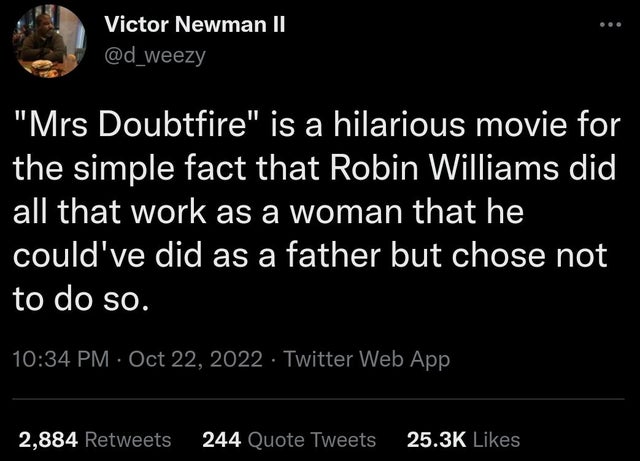 Victor Newman II
@d_weezy
"Mrs Doubtfire" is a hilarious movie for
the simple fact that Robin Williams did
all that work as a woman that he
could've did as a father but chose not
to do so.
10:34 PM · Oct 22, 2022 · Twitter Web App
2,884 Retweets 244 Quote Tweets 25.3K Likes